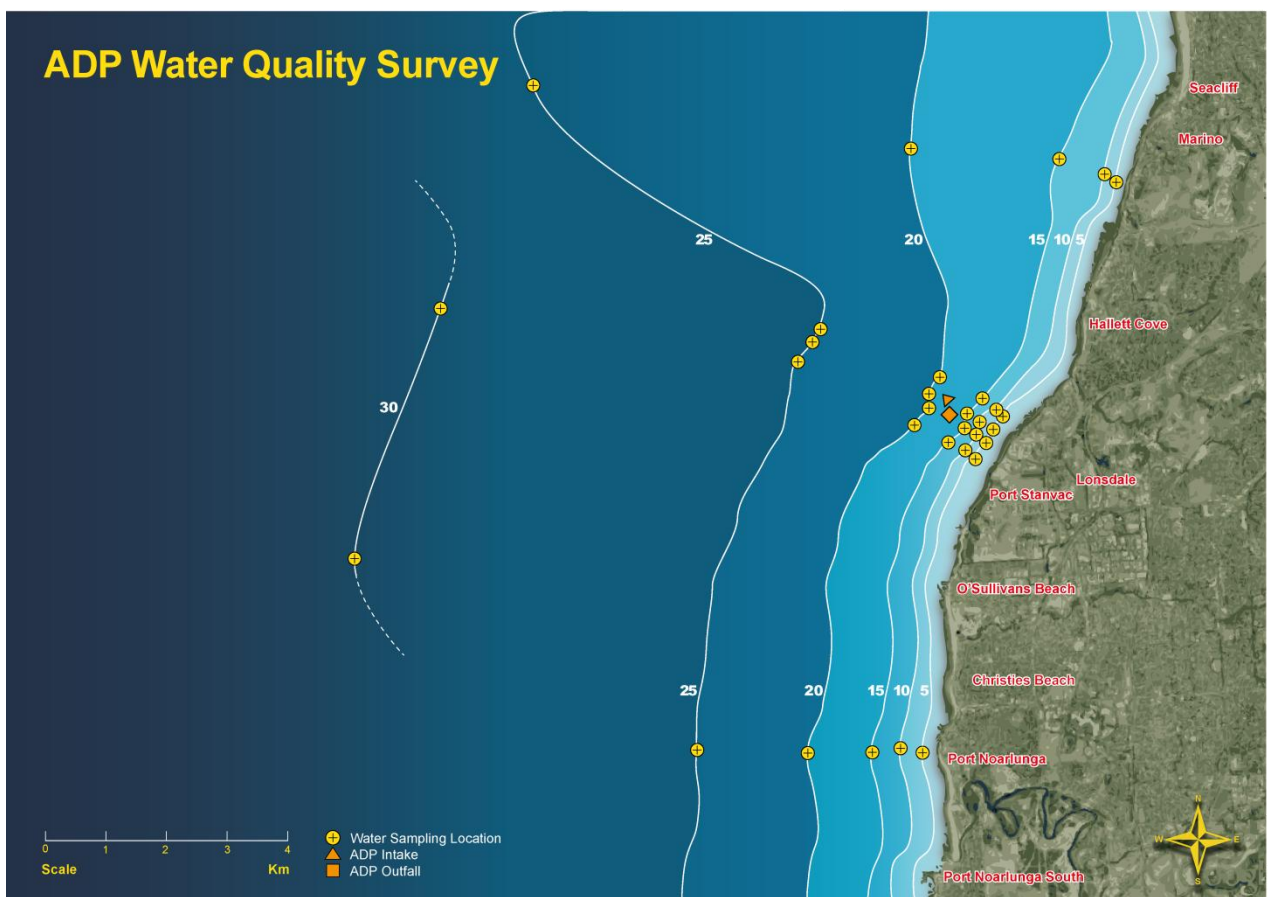 ADP Water Quality Survey
Seacliff
Marino
25
20
15
10
5
Hallett Cove
30
Lonsdale
Port Stanvac
O'Sullivans Beach
Christies Beach
25
20
15
10
5
Port Noarlunga
N
W
E
S
0 1 2 3 4
Scale Km
Water Sampling Location
ADP Intake
ADP Outfall
Port Noarlunga South